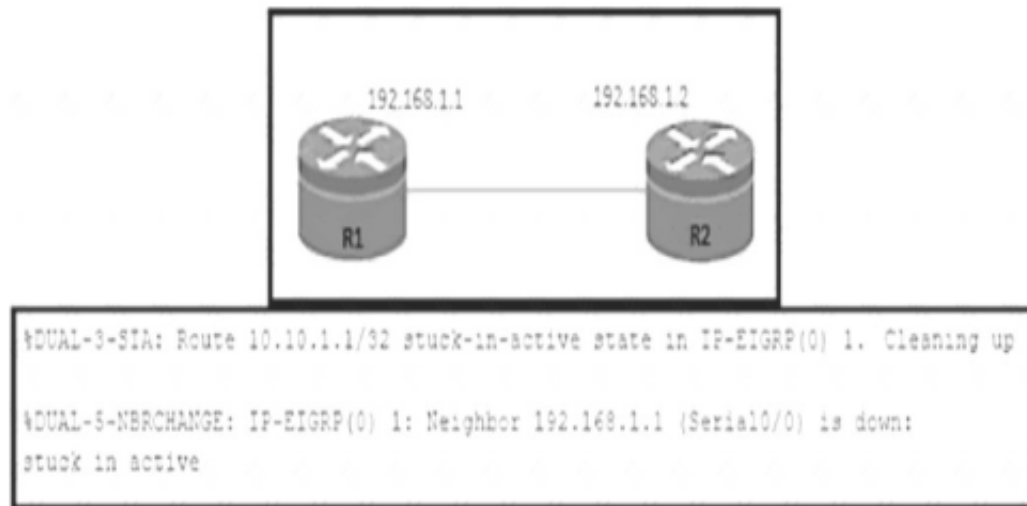 192.168.1.1
192.168.1.2
R1
R2
%DUAL-3-SIA: Route 10.10.1.1/32 stuck-in-active state in IP-EIGRP(0) 1. Cleaning up
%DUAL-5-NBRCHANGE: IP-EIGRP(0) 1: Neighbor 192.168.1.1 (Serial0/0) is down:
stuck in active